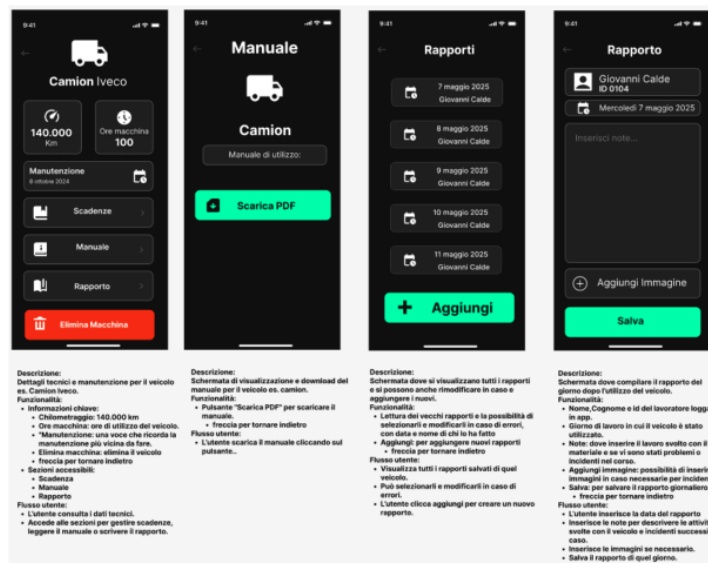 9:41
Camion Iveco
140.000
Km
Ore macchina
100
Manutenzione
8 ottobre 2024
Scadenze
Manuale
Rapporto
Elimina Macchina
Descrizione:
Dettagli tecnici e manutenzione per il veicolo
es. Camion Iveco.
Funzionalità:
• Informazioni chiave:
• Chilometraggio: 140.000 km
• Ore macchina: ore di utilizzo del veicolo.
• "Manutenzione: una voce che ricorda la
manutenzione più vicina da fare.
• Elimina macchina: elimina il veicolo
• freccia per tornare indietro
• Sezioni accessibili:
• Scadenza
• Manuale
• Rapporto
Flusso utente:
• L'utente consulta i dati tecnici.
• Accede alle sezioni per gestire scadenze,
leggere il manuale o scrivere il rapporto.
9:41
Manuale
Camion
Manuale di utilizzo:
Scarica PDF
Descrizione:
Schermata di visualizzazione e download del
manuale per il veicolo es. camion.
Funzionalità:
• Pulsante "Scarica PDF" per scaricare il
manuale.
• freccia per tornare indietro
Flusso utente:
• L'utente scarica il manuale cliccando sul
pulsante..
9:41
Rapporti
7 maggio 2025
Giovanni Calde
8 maggio 2025
Giovanni Calde
9 maggio 2025
Giovanni Calde
10 maggio 2025
Giovanni Calde
11 maggio 2025
Giovanni Calde
+ Aggiungi
Descrizione:
Schermata dove si visualizzano tutti i rapporti
e si possono anche rimodificare in caso e
aggiungere i nuovi.
Funzionalità:
• Lettura dei vecchi rapporti e la possibilità di
selezionarli e modificarli in caso di errori,
con data e nome di chi lo ha fatto
• Aggiungi: per aggiungere nuovi rapporti
• freccia per tornare indietro
Flusso utente:
• Visualizza tutti i rapporti salvati di quel
veicolo.
• Può selezionarli e modificarli in caso di
errori.
• L'utente clicca aggiungi per creare un nuovo
rapporto.
9:41
Rapporto
Giovanni Calde
ID 0104
Mercoledì 7 maggio 2025
Inserisci note...
Aggiungi Immagine
Salva
Descrizione:
Schermata dove compilare il rapporto del
giorno dopo l'utilizzo del veicolo.
Funzionalità:
• Nome,Cognome e id del lavoratore logga
in app.
• Giorno di lavoro in cui il veicolo è stato
utilizzato.
• Note: dove inserire il lavoro svolto con il
materiale e se vi sono stati problemi o
incidenti nel corso.
• Aggiungi immagine: possibilità di inserir
immagini in caso necessarie per inciden
• Salva: per salvare il rapporto giornaliero
• freccia per tornare indietro
Flusso utente:
• L'utente inserisce la data del rapporto
• Inserisce le note per descrivere le attivit
svolte con il veicolo e incidenti successi
caso.
• Inserisce le immagini se necessario.
• Salva il rapporto di quel giorno.